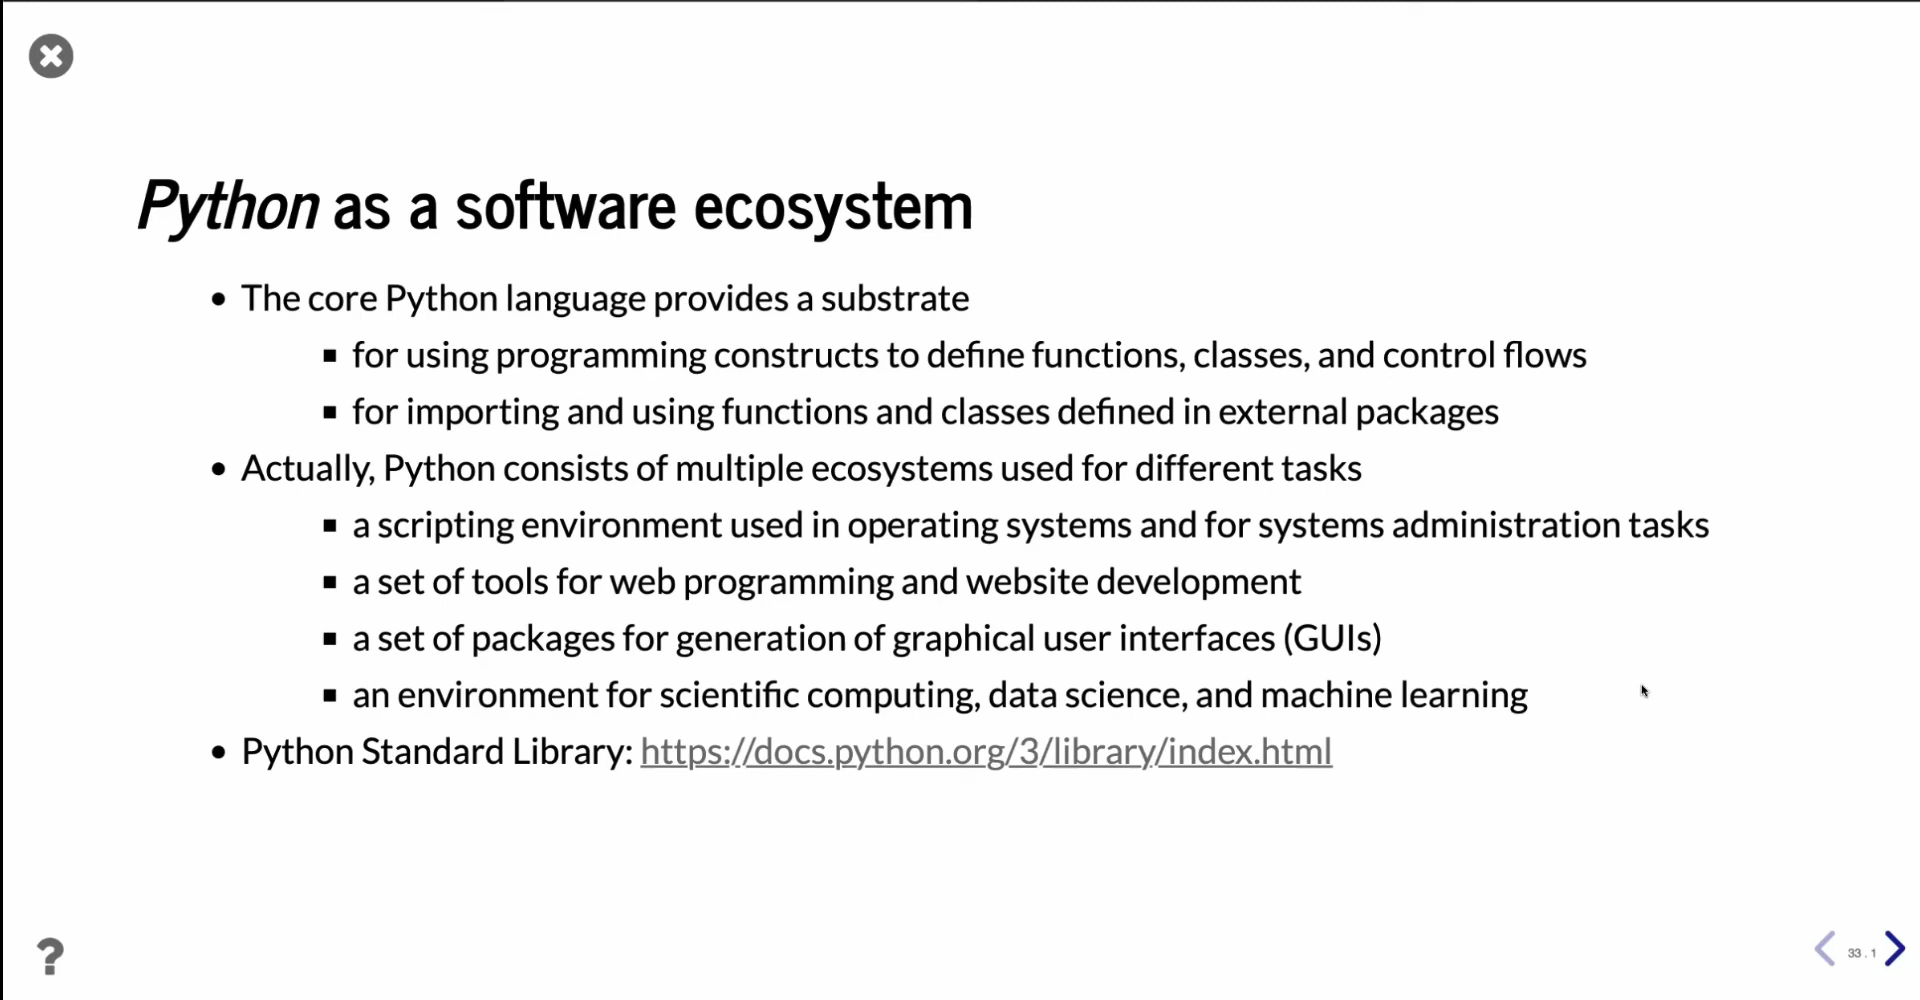 Python as a software ecosystem
The core Python language provides a substrate
for using programming constructs to define functions, classes, and control flows
for importing and using functions and classes defined in external packages
Actually, Python consists of multiple ecosystems used for different tasks
a scripting environment used in operating systems and for systems administration tasks
a set of tools for web programming and website development
a set of packages for generation of graphical user interfaces (GUIs)
an environment for scientific computing, data science, and machine learning
Python Standard Library: https://docs.python.org/3/library/index.html
?
33 . 1